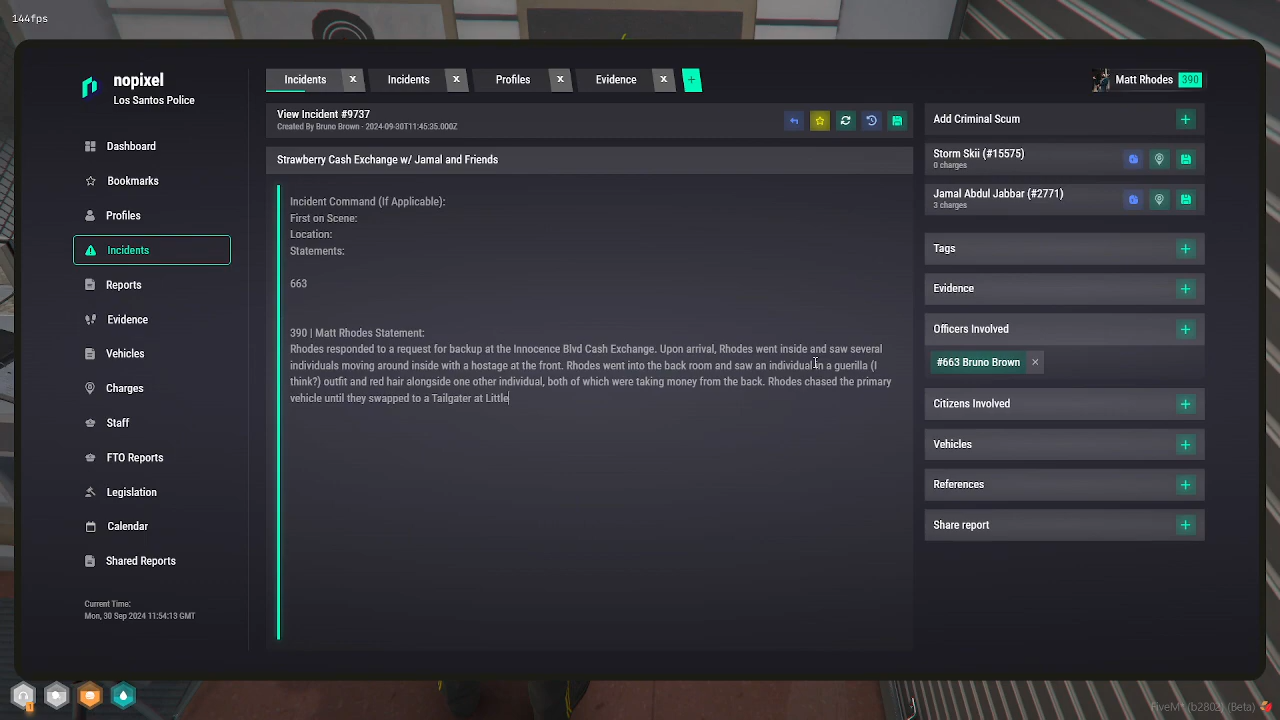 144fps
nopixel
Los Santos Police
Dashboard
Bookmarks
Profiles
Incidents
Reports
Evidence
Vehicles
Charges
Staff
FTO Reports
Legislation
Calendar
Shared Reports
Current Time:
Mon, 30 Sep 2024 11:54:13 GMT
Incidents x
Incidents x
Profiles x
Evidence x
+
Matt Rhodes 390
View Incident #9737
Created By Bruno Brown - 2024-09-30T11:45:35.000Z
Strawberry Cash Exchange w/ Jamal and Friends
Incident Command (If Applicable):
First on Scene:
Location:
Statements:
663
390 | Matt Rhodes Statement:
Rhodes responded to a request for backup at the Innocence Blvd Cash Exchange. Upon arrival, Rhodes went inside and saw several
individuals moving around inside with a hostage at the front. Rhodes went into the back room and saw an individual in a guerilla (I
think?) outfit and red hair alongside one other individual, both of which were taking money from the back. Rhodes chased the primary
vehicle until they swapped to a Tailgater at Little
Add Criminal Scum +
Storm Skii (#15575)
0 charges
Jamal Abdul Jabbar (#2771)
3 charges
Tags +
Evidence +
Officers Involved +
#663 Bruno Brown x
Citizens Involved +
Vehicles +
References +
Share report +
1
FiveM* (b2802) (Beta)